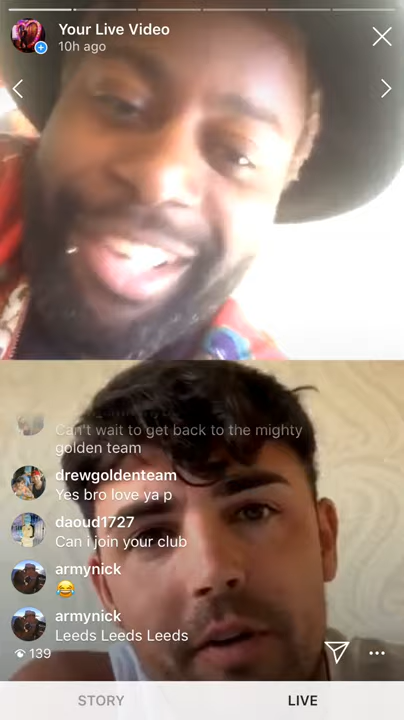 Your Live Video
10h ago
Can't wait to get back to the mighty
golden team
drewgoldenteam
Yes bro love ya p
daoud1727
Can i join your club
armynick
😂
armynick
Leeds Leeds Leeds
139
STORY
LIVE